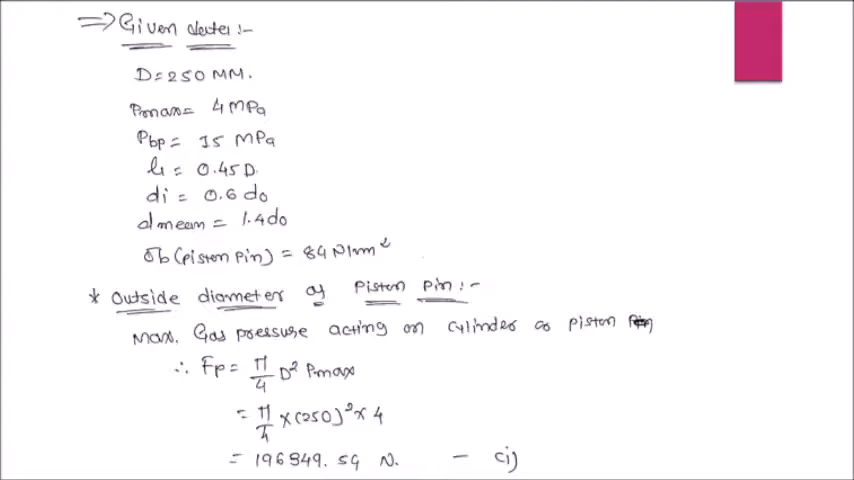 ⇒ Given data :-
D = 250 MM.
Pmax = 4 MPa
Pbp = 15 MPa
l1 = 0.45 D
di = 0.6 do
dmean = 1.4 do
σb (piston pin) = 84 N/mm²
* Outside diameter of Piston Pin :-
Max. Gas pressure acting on cylinder or piston
∴ Fp = π/4 D² Pmax
= π/4 × (250)² × 4
= 196349.54 N. — (i)